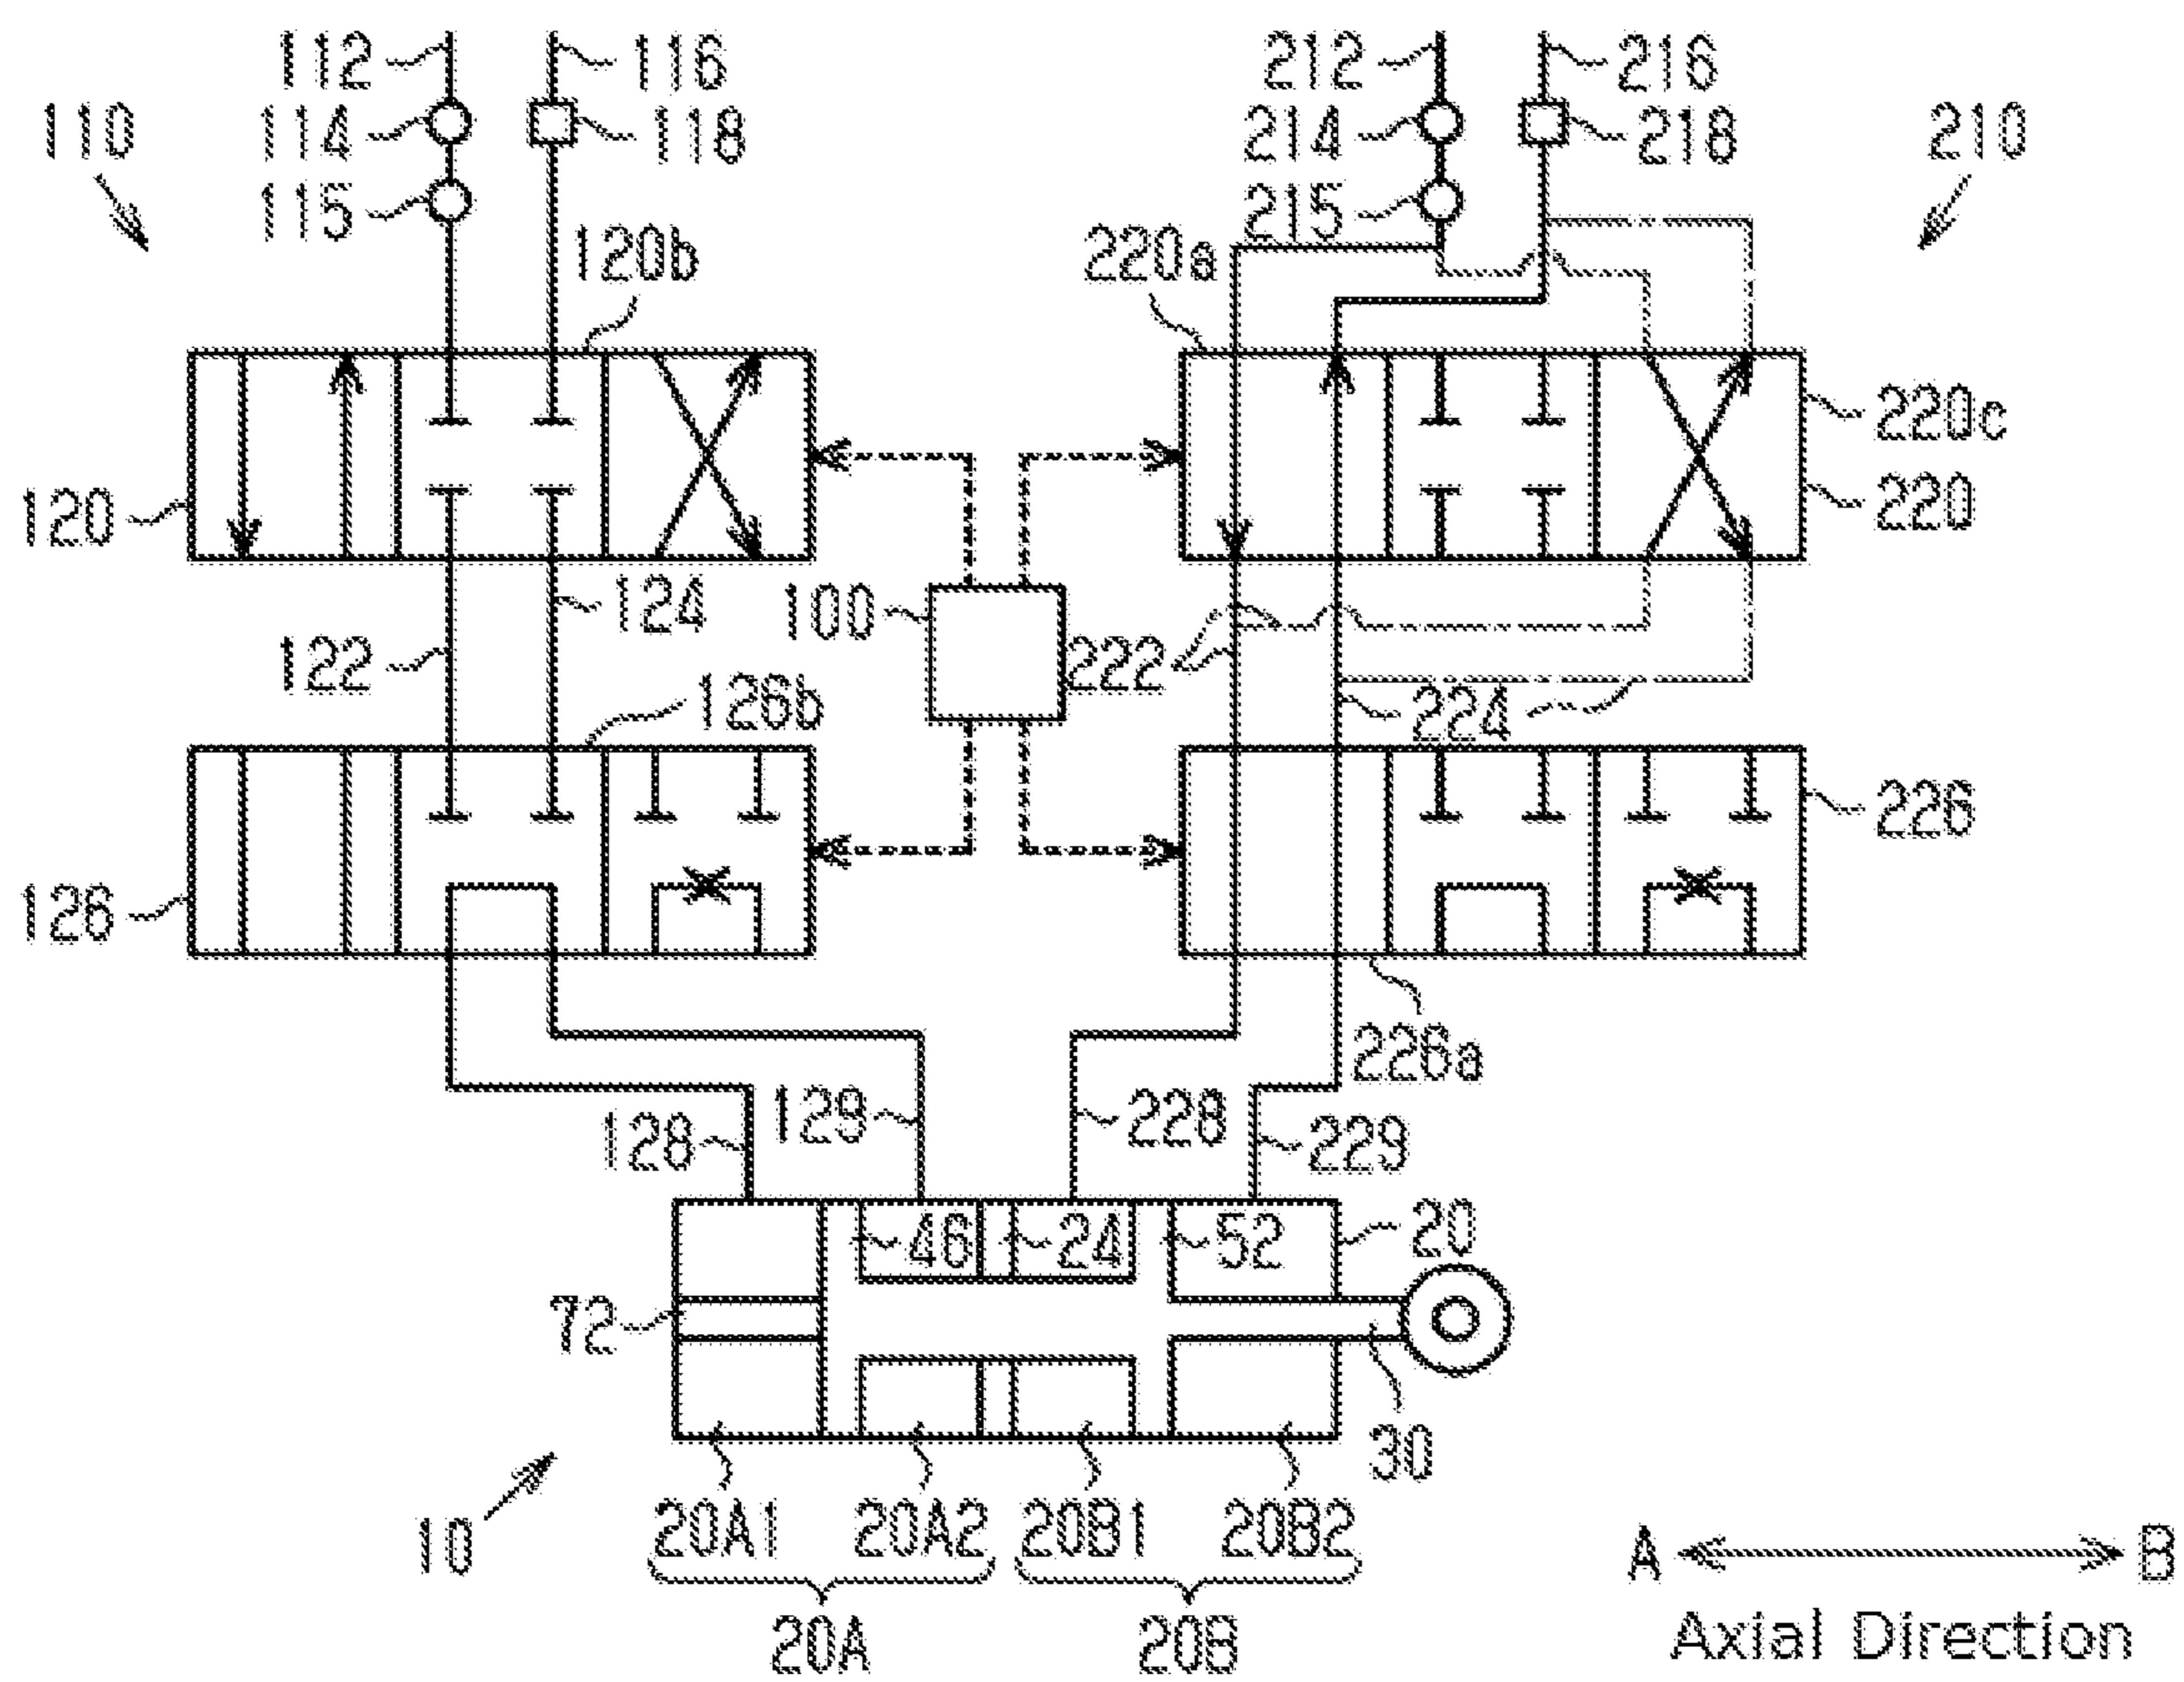 112 116 212 216
110 114 118 214 218 210
115 215
120b 220a
220c
120 220
100 124
122 222
126b 224
226
126
226a
129 228
128 229
46 24 52 20
72
30
10 20A1 20A2 20B1 20B2 A B
20A 20B Axial Direction